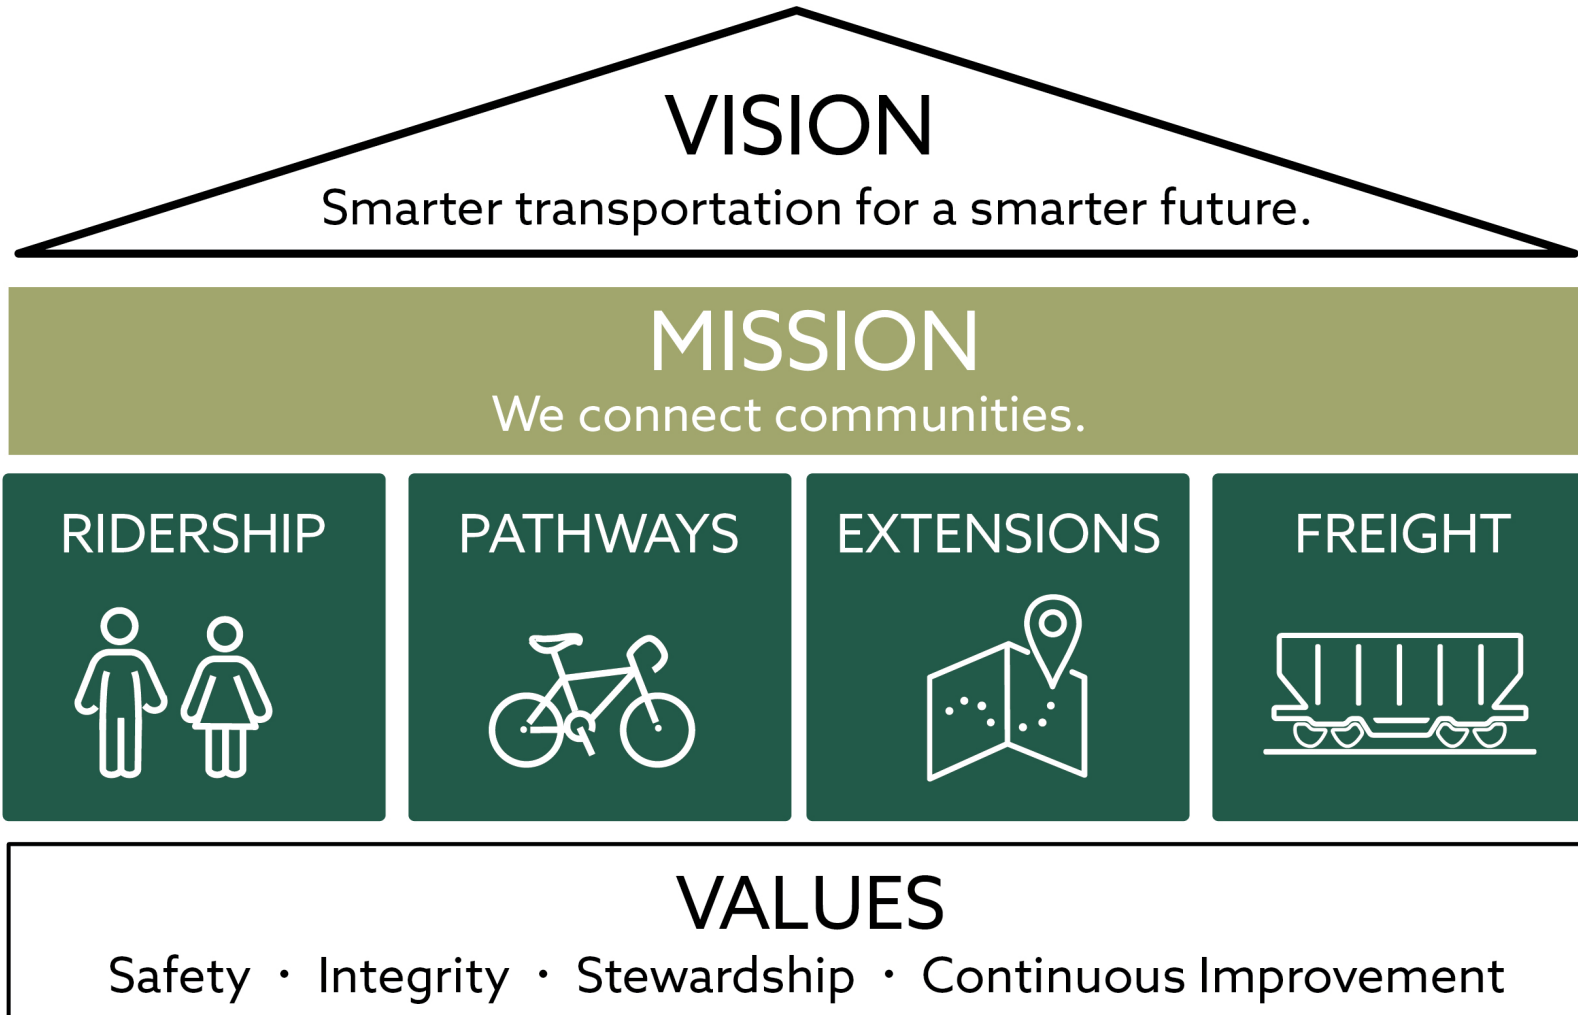 VISION
Smarter transportation for a smarter future.
MISSION
We connect communities.
RIDERSHIP
PATHWAYS
EXTENSIONS
FREIGHT
VALUES
Safety · Integrity · Stewardship · Continuous Improvement